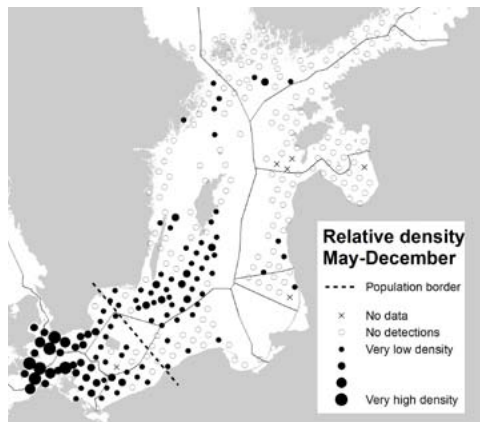 Relative density
May-December
Population border
No data
No detections
Very low density
Very high density